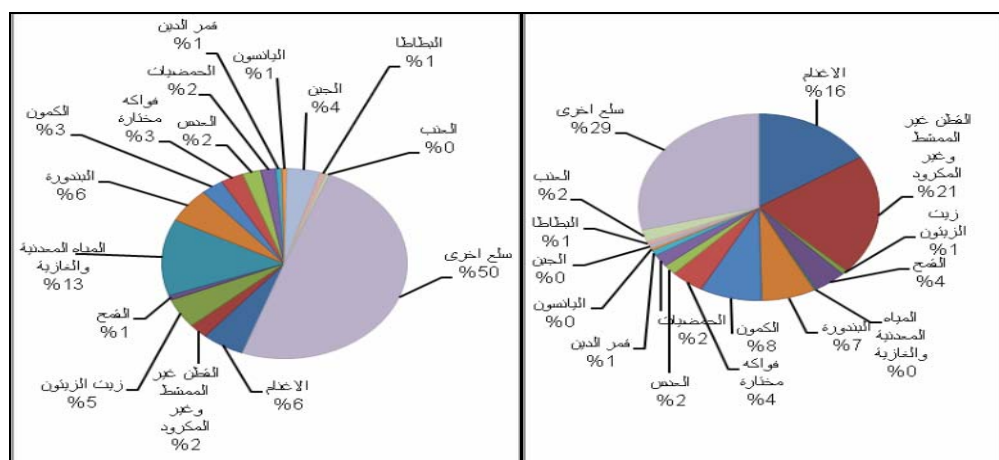 قمر الدين
%1
اليانسون
%1
البطاطا
%1
الحمضيات
%2
الجبن
%4
العنب
%0
الكمون
%3
فواكه
مختارة
%3
العدس
%2
البندورة
%6
المياه المعدنية
والغازية
%13
القمح
%1
زيت الزيتون
%5
القطن غير
الممشط
وغير
المكرود
%2
الاغنام
%6
سلع اخرى
%50
الاغنام
%16
القطن غير
الممشط
وغير
المكرود
%21
زيت
الزيتون
%1
القمح
%4
المياه
المعدنية
والغازية
%0
البندورة
%7
الكمون
%8
فواكه
مختارة
%4
الحمضيات
%2
العدس
%2
قمر الدين
%1
اليانسون
%0
الجبن
%0
البطاطا
%1
العنب
%2
سلع اخرى
%29